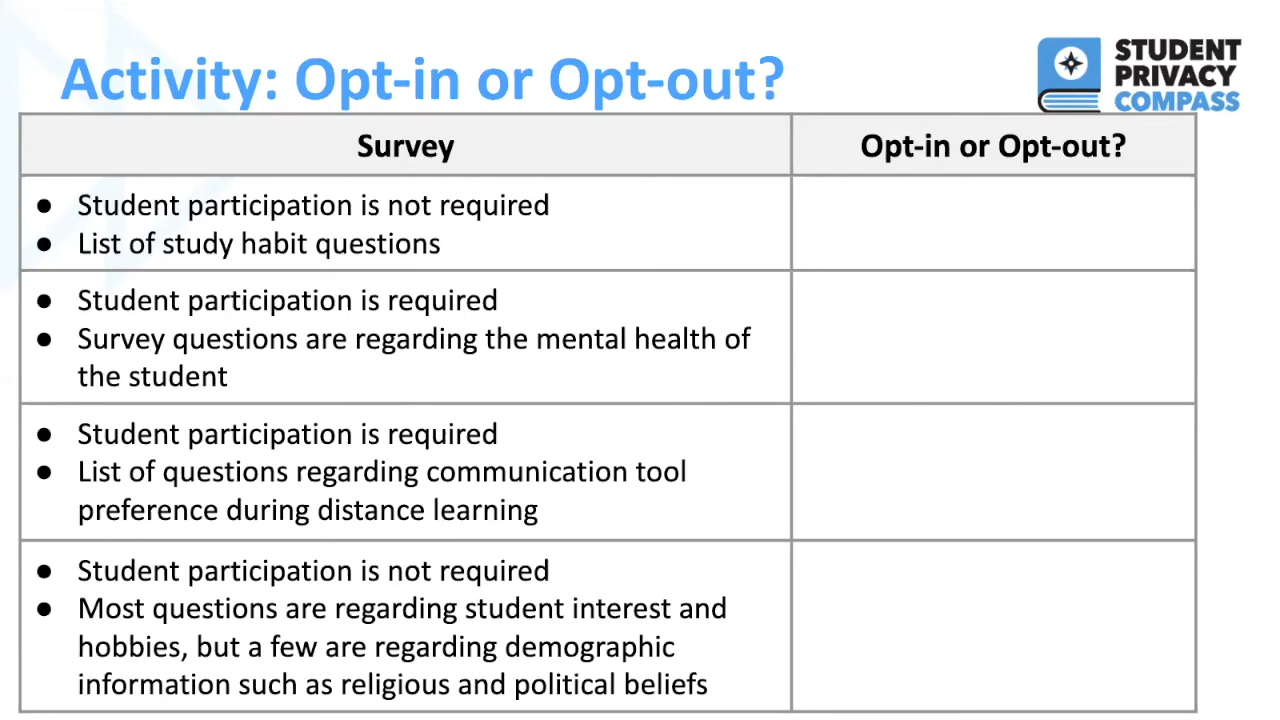 Activity: Opt-in or Opt-out?
STUDENT
PRIVACY
COMPASS
Survey
Opt-in or Opt-out?
● Student participation is not required
● List of study habit questions
● Student participation is required
● Survey questions are regarding the mental health of
the student
● Student participation is required
● List of questions regarding communication tool
preference during distance learning
● Student participation is not required
● Most questions are regarding student interest and
hobbies, but a few are regarding demographic
information such as religious and political beliefs